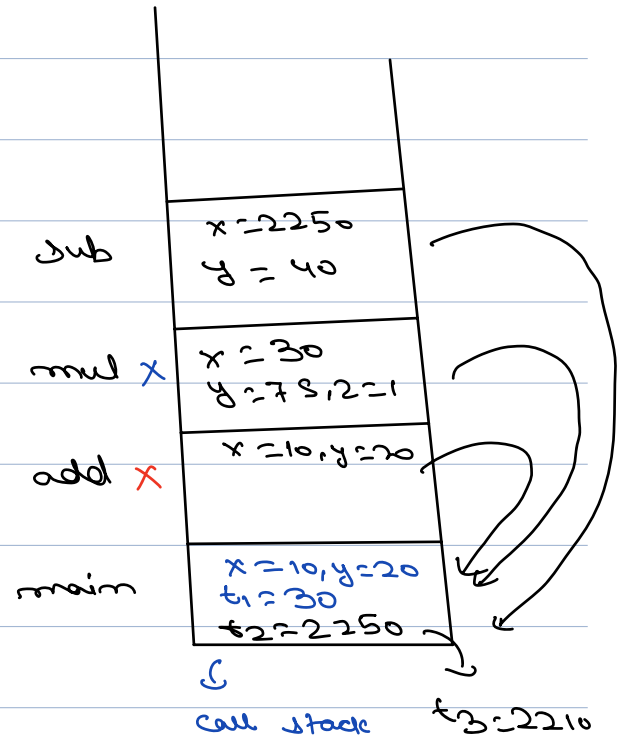 sub
x=2250
y = 40
mul x
x=30
y=75,z=1
add x
x=10,y=20
main
x=10,y=20
t1=30
t2=2250
call stack
t3=2210